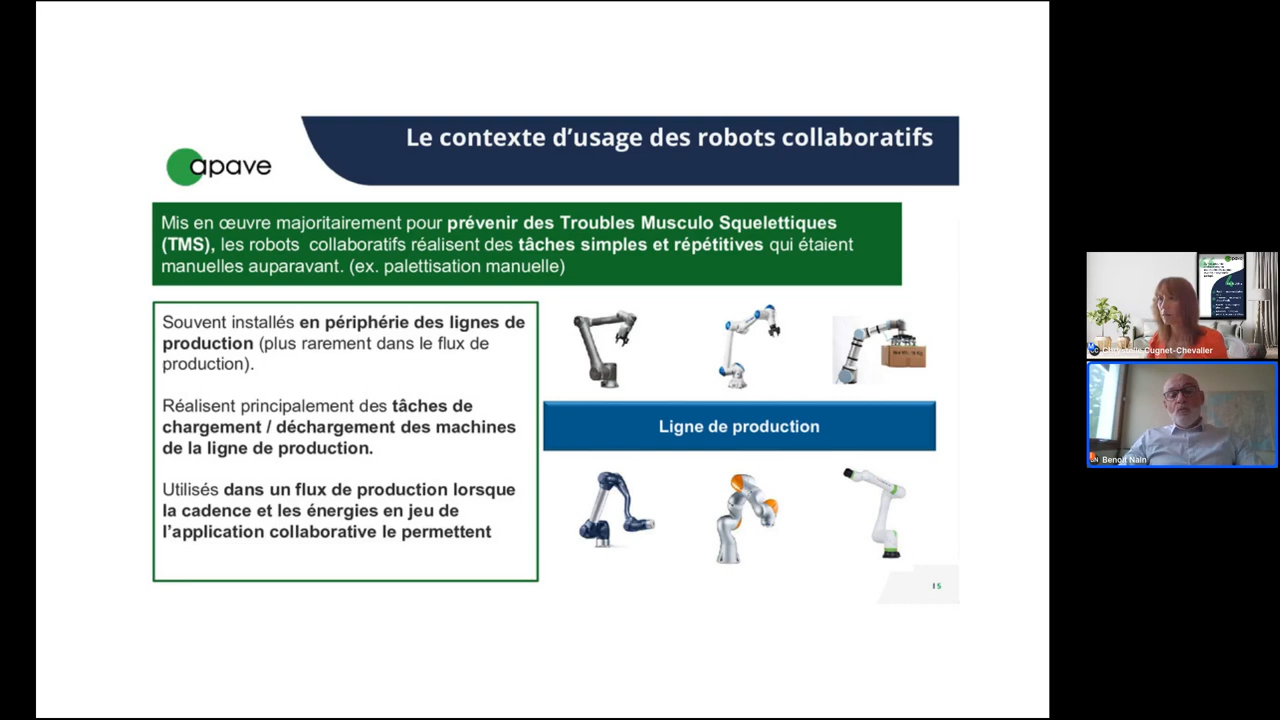 Le contexte d’usage des robots collaboratifs
apave
Mis en œuvre majoritairement pour prévenir des Troubles Musculo Squelettiques
(TMS), les robots collaboratifs réalisent des tâches simples et répétitives qui étaient
manuelles auparavant. (ex. palettisation manuelle)
Souvent installés en périphérie des lignes de
production (plus rarement dans le flux de
production).
Réalisent principalement des tâches de
chargement / déchargement des machines
de la ligne de production.
Utilisés dans un flux de production lorsque
la cadence et les énergies en jeu de
l’application collaborative le permettent
Ligne de production
15
apave
Cugnet-Chevalier
Benoit Nain